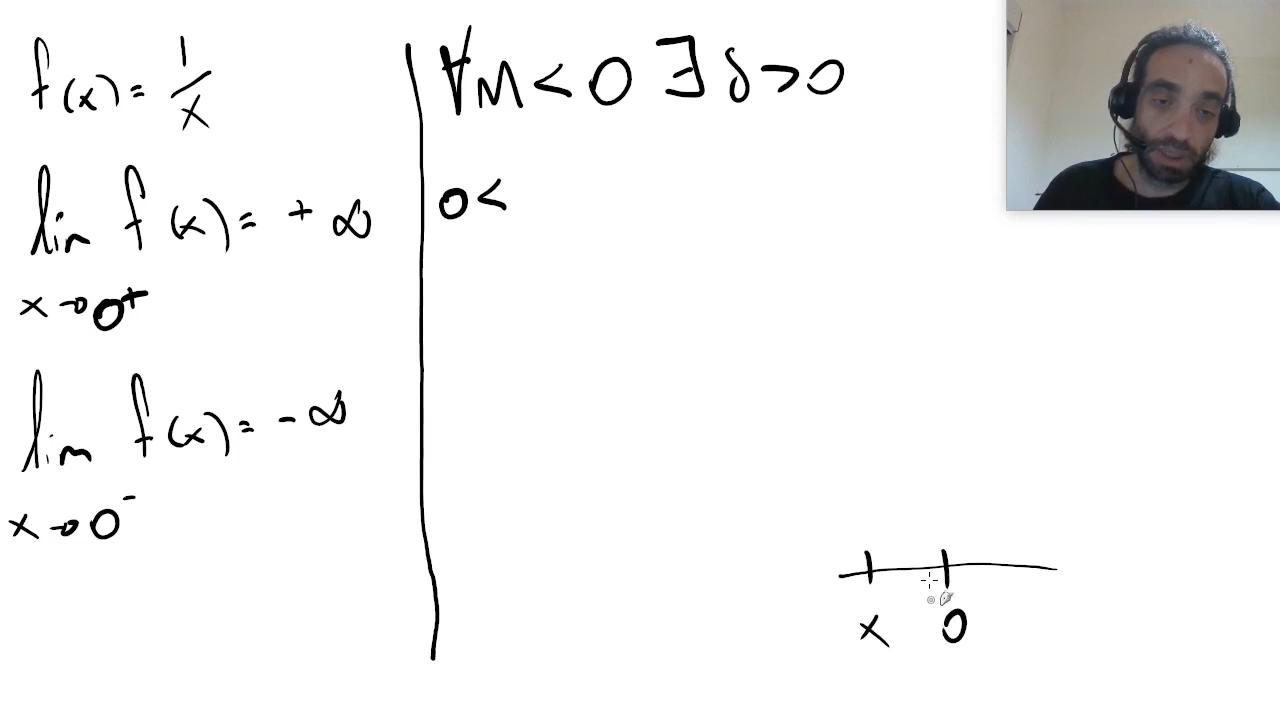 f(x) = 1/x
lim f(x) = + ∞
x → 0⁺
lim f(x) = - ∞
x → 0⁻
∀M < 0 ∃ δ > 0
0 <
x 0